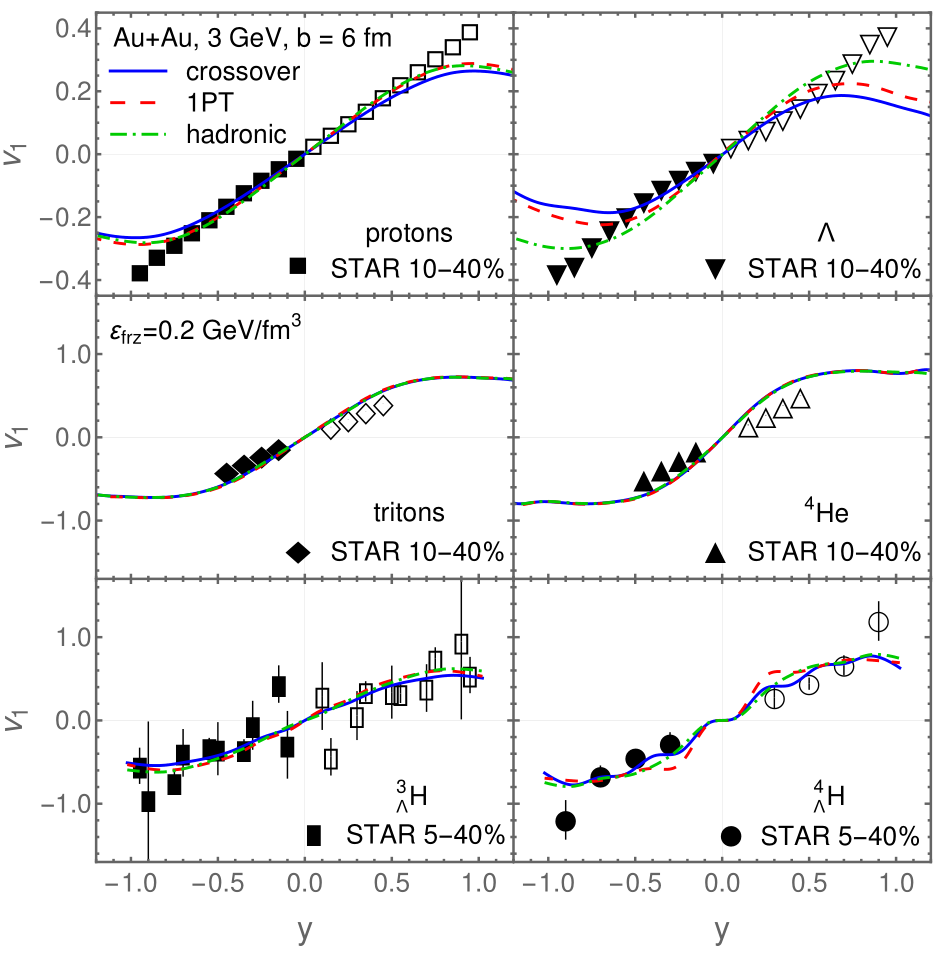 Au+Au, 3 GeV, b = 6 fm
crossover
1PT
hadronic
0.4
0.2
0.0
−0.2
−0.4
v₁
protons
STAR 10−40%
Λ
STAR 10−40%
εfrz=0.2 GeV/fm³
1.0
0.0
−1.0
v₁
tritons
STAR 10−40%
⁴He
STAR 10−40%
1.0
0.0
−1.0
v₁
³ΛH
STAR 5−40%
⁴ΛH
STAR 5−40%
−1.0 −0.5 0.0 0.5 1.0
−1.0 −0.5 0.0 0.5 1.0
y
y